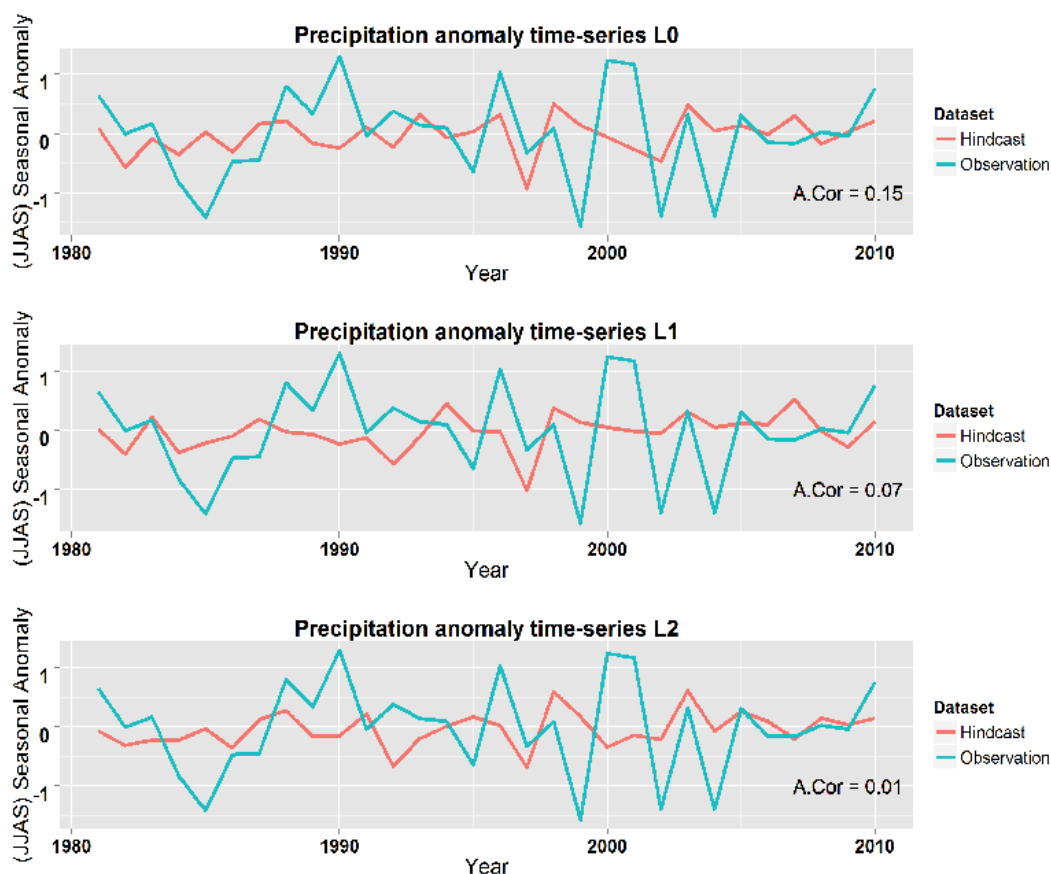 Precipitation anomaly time-series L0
(JJAS) Seasonal Anomaly
1
0
-1
A.Cor = 0.15
1980
1990
2000
2010
Year
Dataset
Hindcast
Observation
Precipitation anomaly time-series L1
(JJAS) Seasonal Anomaly
1
0
-1
A.Cor = 0.07
1980
1990
2000
2010
Year
Dataset
Hindcast
Observation
Precipitation anomaly time-series L2
(JJAS) Seasonal Anomaly
1
0
-1
A.Cor = 0.01
1980
1990
2000
2010
Year
Dataset
Hindcast
Observation